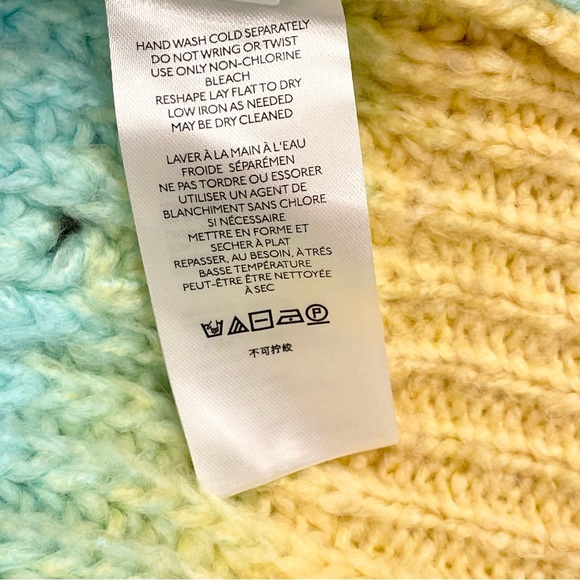 HAND WASH COLD SEPARATELY
DO NOT WRING OR TWIST
USE ONLY NON-CHLORINE
BLEACH
RESHAPE LAY FLAT TO DRY
LOW IRON AS NEEDED
MAY BE DRY CLEANED
LAVER À LA MAIN À L'EAU
FROIDE SÉPARÉMEN
NE PAS TORDRE OU ESSORER
UTILISER UN AGENT DE
BLANCHIMENT SANS CHLORE
SI NÉCESSAIRE
METTRE EN FORME ET
SECHER À PLAT
REPASSER, AU BESOIN, À TRÉS
BASSE TEMPÉRATURE
PEUT-ÊTRE ÊTRE NETTOYÉE
À SEC
P
不可拧绞